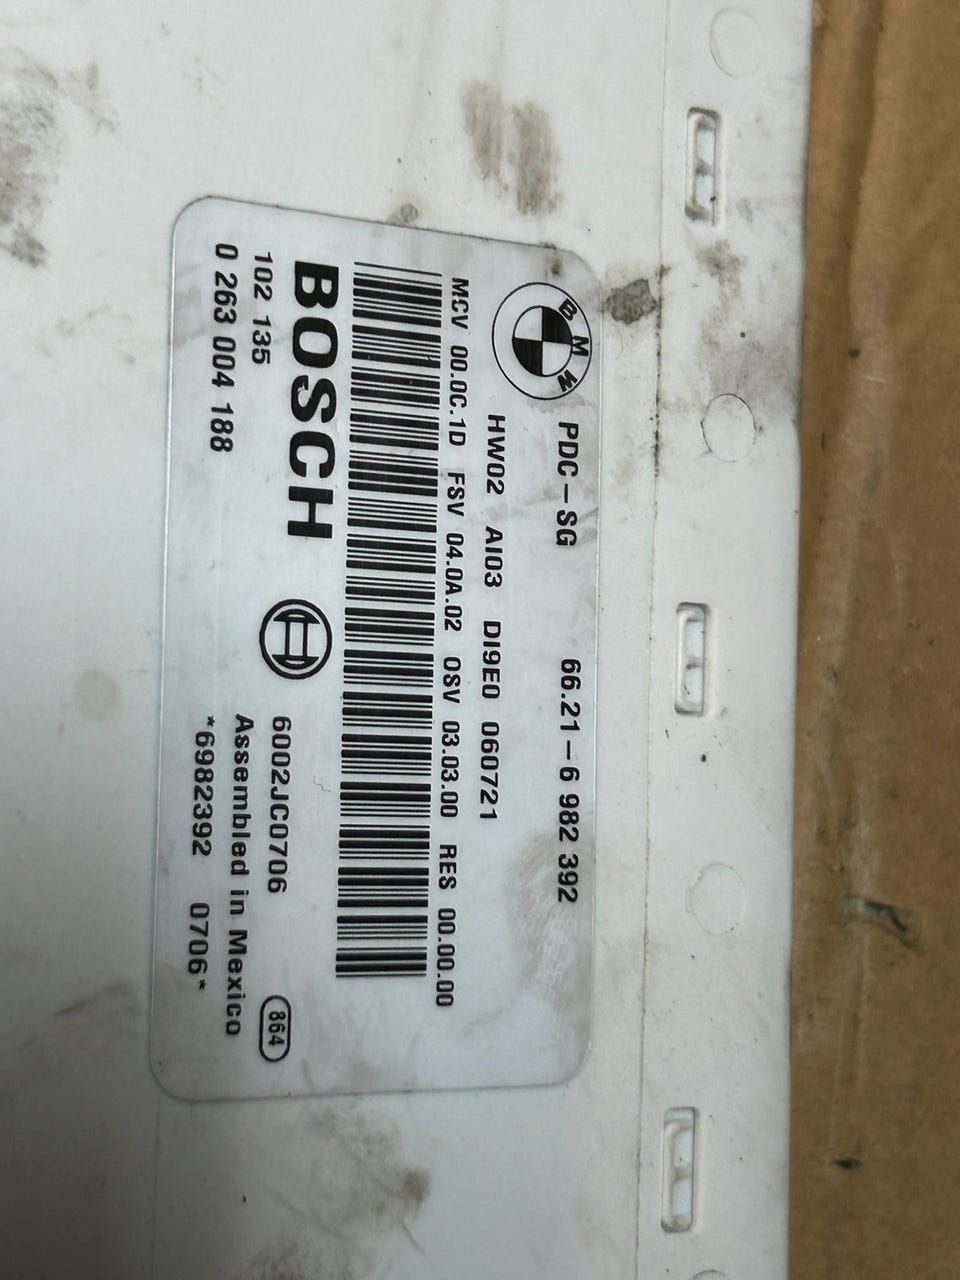 BMW
PDC-SG 66.21-6 982 392
HW02 AI03 DI9E0 060721
MCV 00.0C.1D FSV 04.0A.02 OSV 03.03.00 RES 00.00.00
BOSCH
6002JC0706
864
102 135
Assembled in Mexico
0 263 004 188
*6982392 0706*